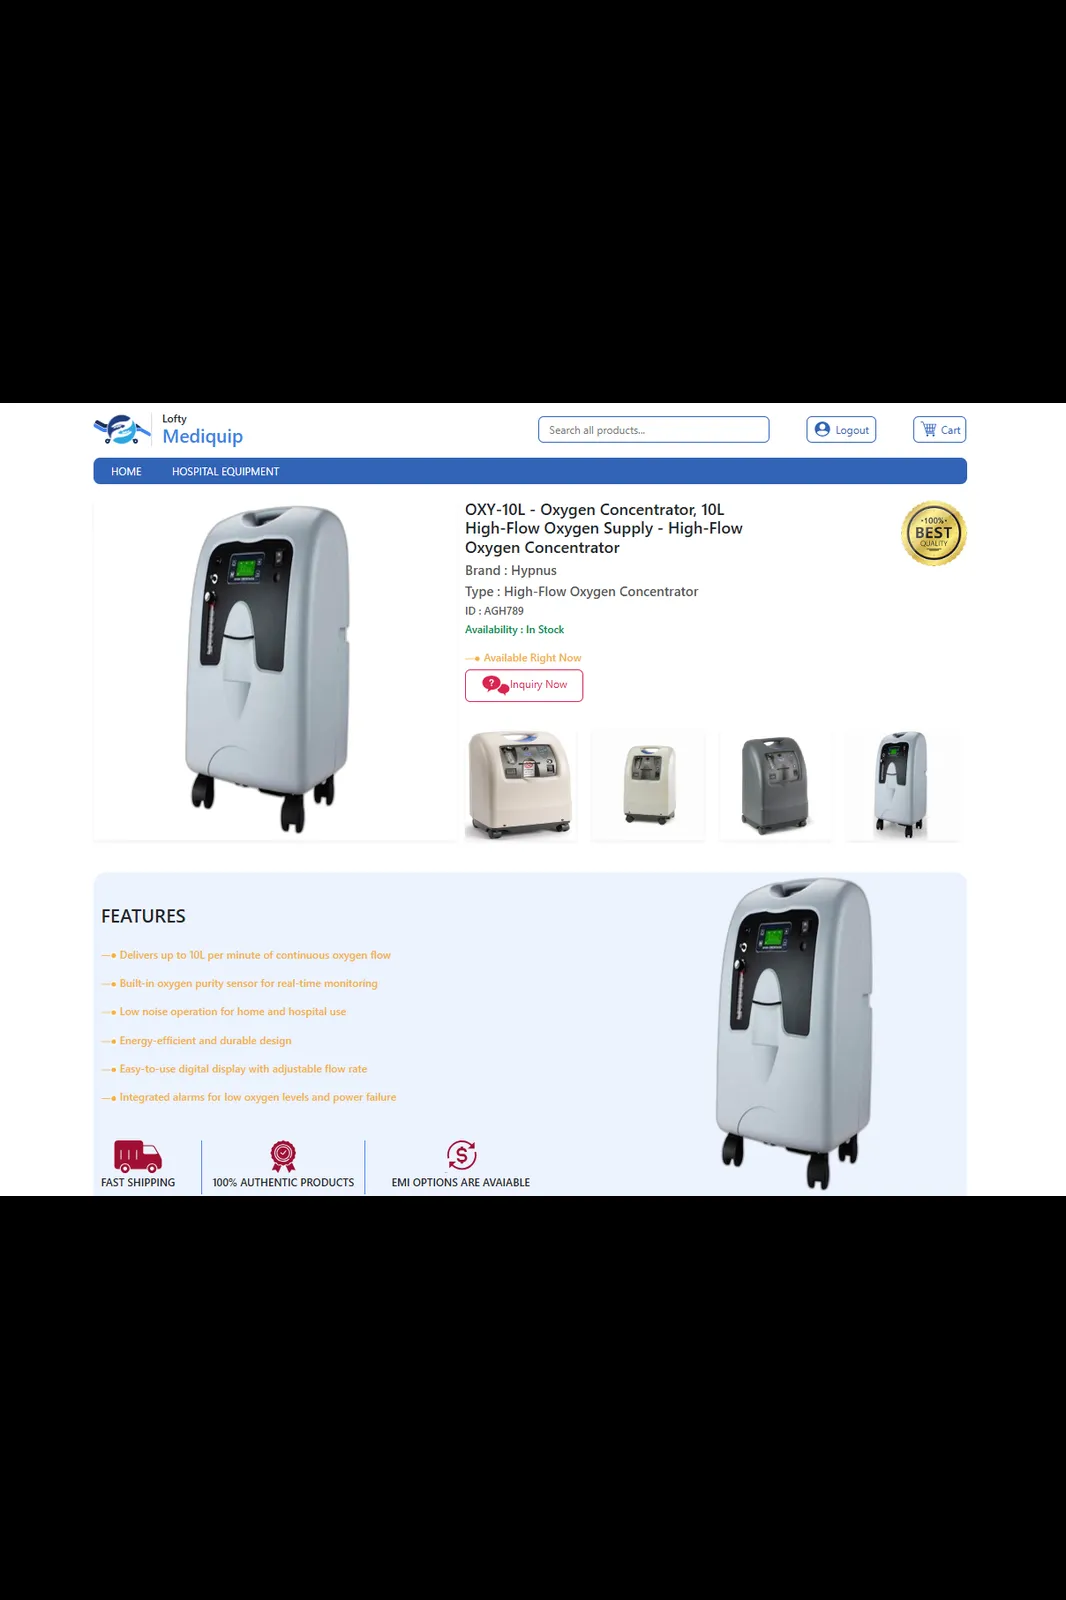 Lofty
Mediquip
Search all products...
Logout
Cart
HOME
HOSPITAL EQUIPMENT
OXY-10L - Oxygen Concentrator, 10L
High-Flow Oxygen Supply - High-Flow
Oxygen Concentrator
•100%•
BEST
QUALITY
Brand : Hypnus
Type : High-Flow Oxygen Concentrator
ID : AGH789
Availability : In Stock
Available Right Now
Inquiry Now
FEATURES
Delivers up to 10L per minute of continuous oxygen flow
Built-in oxygen purity sensor for real-time monitoring
Low noise operation for home and hospital use
Energy-efficient and durable design
Easy-to-use digital display with adjustable flow rate
Integrated alarms for low oxygen levels and power failure
FAST SHIPPING
100% AUTHENTIC PRODUCTS
EMI OPTIONS ARE AVAIABLE